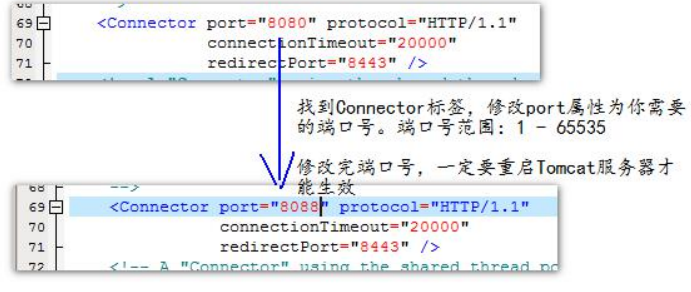 69 <Connector port="8080" protocol="HTTP/1.1"
70 connectionTimeout="20000"
71 redirectPort="8443" />
找到Connector标签，修改port属性为你需要
的端口号。端口号范围：1 - 65535
修改完端口号，一定要重启Tomcat服务器才
能生效
68 -->
69 <Connector port="8088" protocol="HTTP/1.1"
70 connectionTimeout="20000"
71 redirectPort="8443" />
72 <!-- A "Connector" using the shared thread po